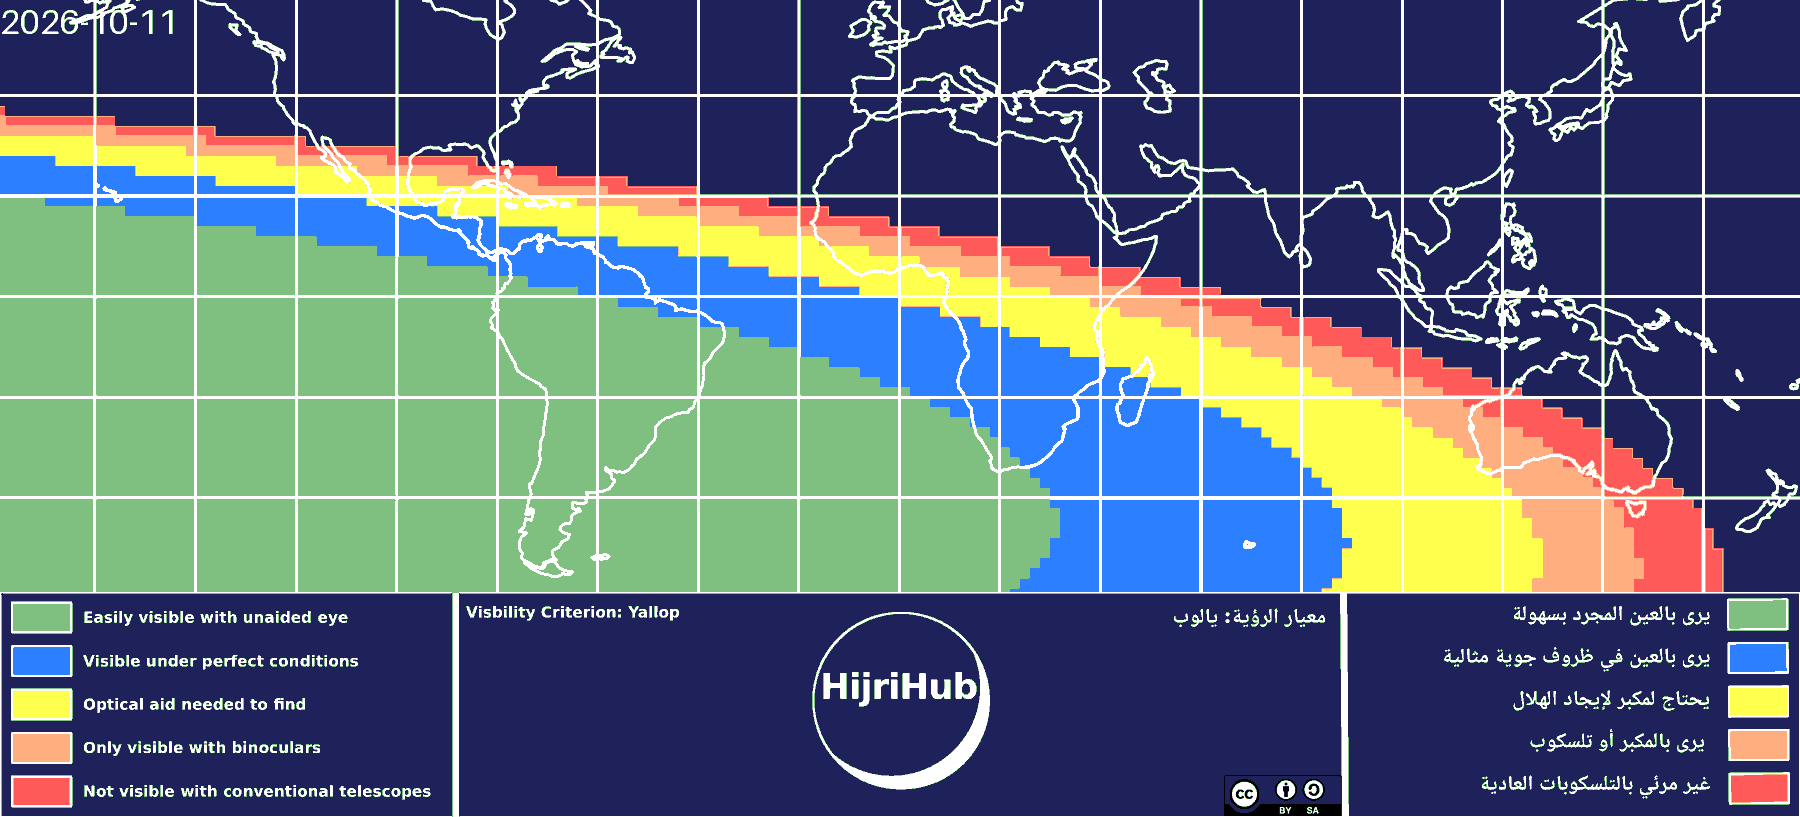 2026-10-11
Easily visible with unaided eye
Visible under perfect conditions
Optical aid needed to find
Only visible with binoculars
Not visible with conventional telescopes
Visbility Criterion: Yallop
معيار الرؤية: يالوب
HijriHub
cc
BY SA
يرى بالعين المجرد بسهولة
يرى بالعين في ظروف جوية مثالية
يحتاج لمكبر لإيجاد الهلال
يرى بالمكبر أو تلسكوب
غير مرئي بالتلسكوبات العادية